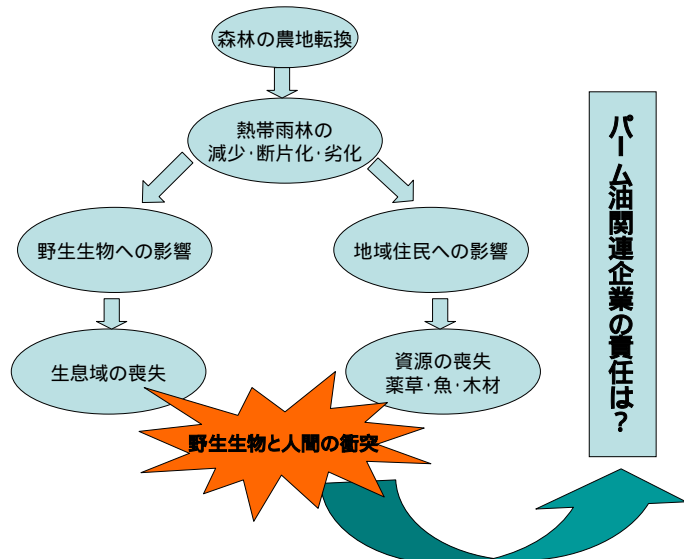 森林の農地転換
熱帯雨林の
減少･断片化･劣化
野生生物への影響
地域住民への影響
生息域の喪失
資源の喪失
薬草･魚･木材
野生生物と人間の衝突
パーム油関連企業の責任は？